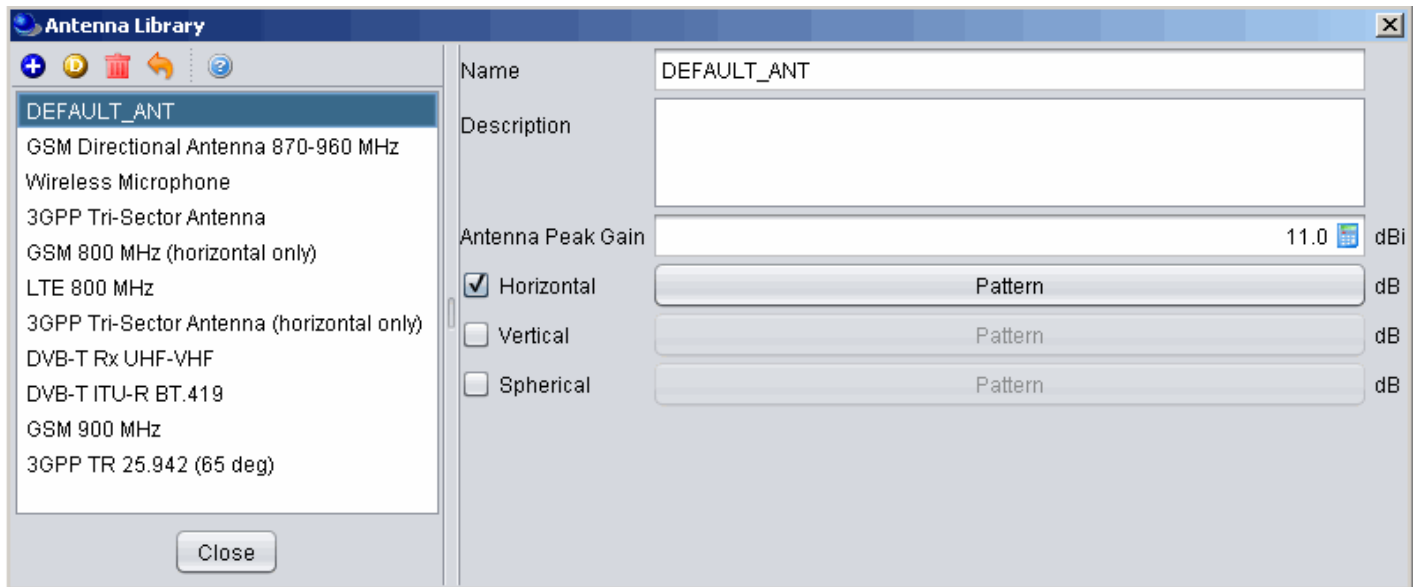 Antenna Library
D
?
DEFAULT_ANT
GSM Directional Antenna 870-960 MHz
Wireless Microphone
3GPP Tri-Sector Antenna
GSM 800 MHz (horizontal only)
LTE 800 MHz
3GPP Tri-Sector Antenna (horizontal only)
DVB-T Rx UHF-VHF
DVB-T ITU-R BT.419
GSM 900 MHz
3GPP TR 25.942 (65 deg)
Close
Name DEFAULT_ANT
Description
Antenna Peak Gain 11.0 dBi
Horizontal Pattern dB
Vertical Pattern dB
Spherical Pattern dB